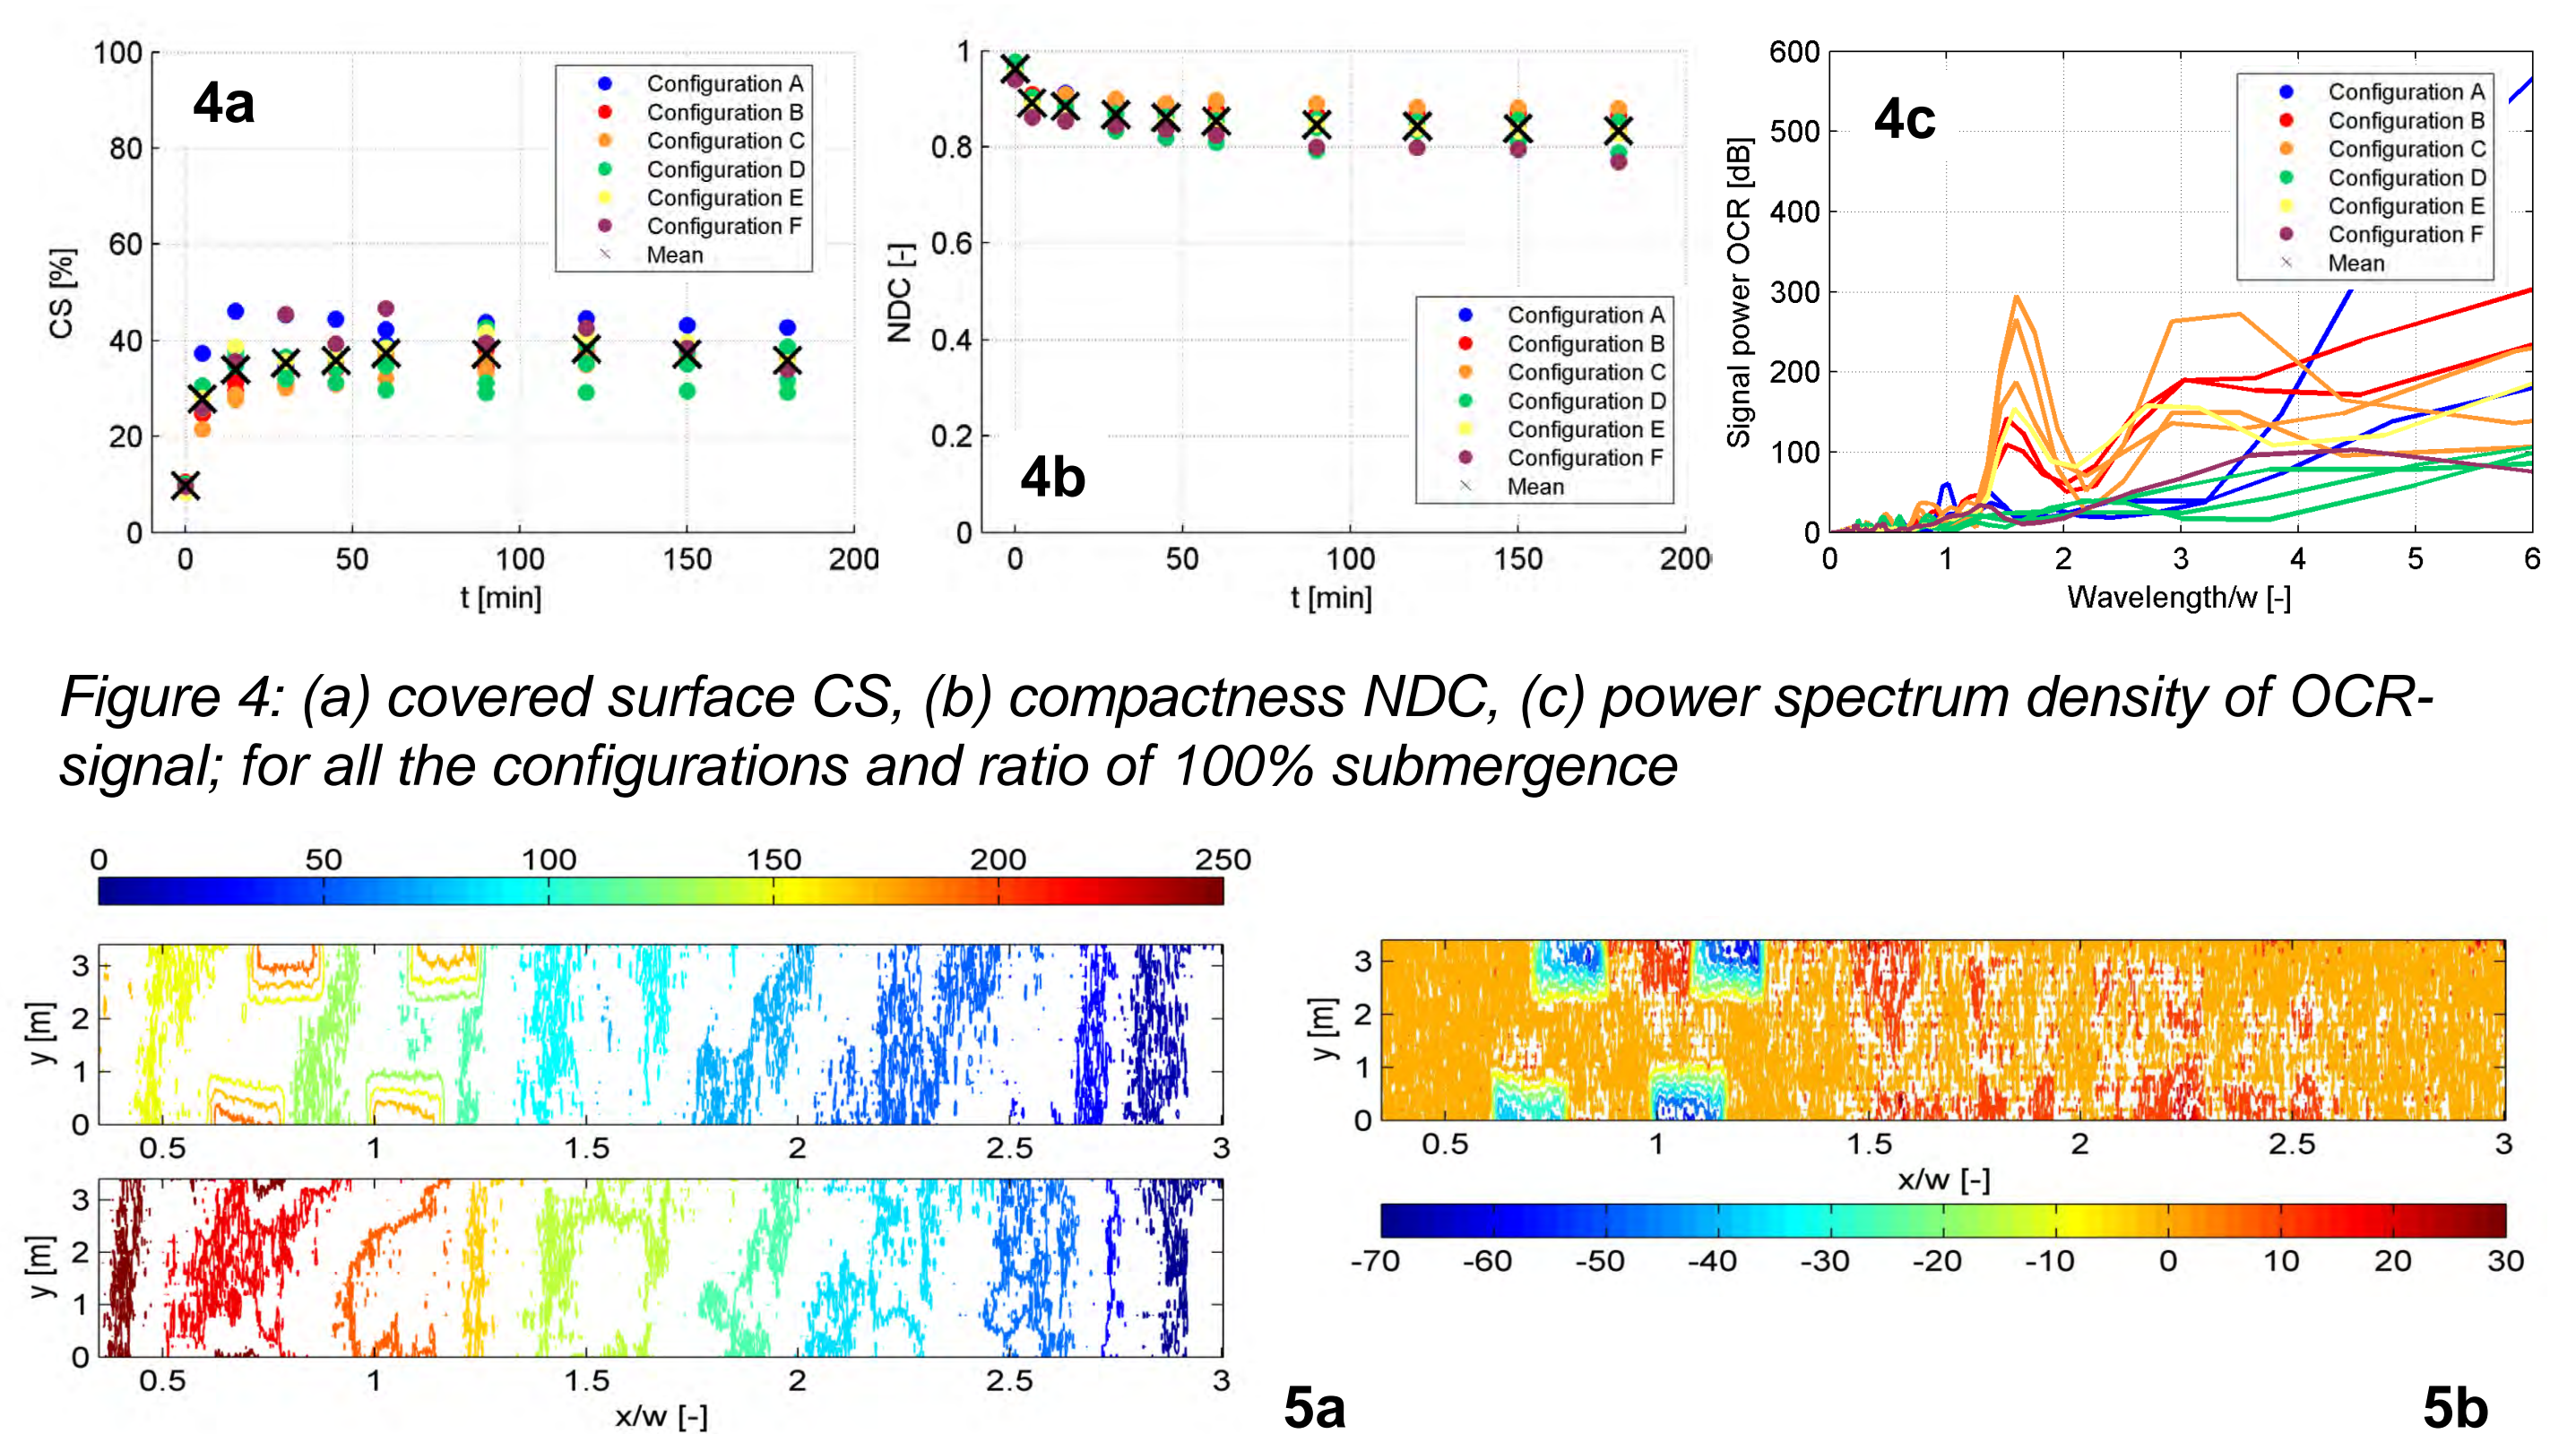 4a
CS [%]
100
80
60
40
20
0
0 50 100 150 200
t [min]
Configuration A
Configuration B
Configuration C
Configuration D
Configuration E
Configuration F
Mean
4b
NDC [-]
1
0.8
0.6
0.4
0.2
0
0 50 100 150 200
t [min]
Configuration A
Configuration B
Configuration C
Configuration D
Configuration E
Configuration F
Mean
4c
Signal power OCR [dB]
600
500
400
300
200
100
0
0 1 2 3 4 5 6
Wavelength/w [-]
Configuration A
Configuration B
Configuration C
Configuration D
Configuration E
Configuration F
Mean
Figure 4: (a) covered surface CS, (b) compactness NDC, (c) power spectrum density of OCR-
signal; for all the configurations and ratio of 100% submergence
0 50 100 150 200 250
y [m]
3
2
1
0
0.5 1 1.5 2 2.5 3
y [m]
3
2
1
0
0.5 1 1.5 2 2.5 3
x/w [-]
5a
y [m]
3
2
1
0
0.5 1 1.5 2 2.5 3
x/w [-]
-70 -60 -50 -40 -30 -20 -10 0 10 20 30
5b